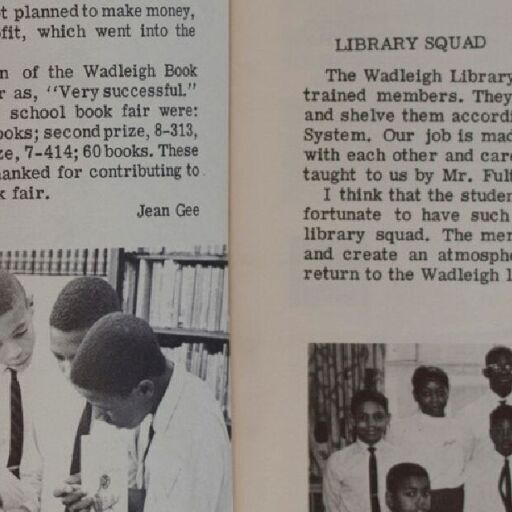 t planned to make money,
fit, which went into the
n of the Wadleigh Book
r as, "Very successful."
school book fair were:
ooks; second prize, 8-313,
ze, 7-414; 60 books. These
anked for contributing to
k fair.
Jean Gee
LIBRARY SQUAD
The Wadleigh Library
trained members. They
and shelve them accordi
System. Our job is mad
with each other and car
taught to us by Mr. Ful
I think that the studen
fortunate to have such
library squad. The mem
and create an atmosphe
return to the Wadleigh l